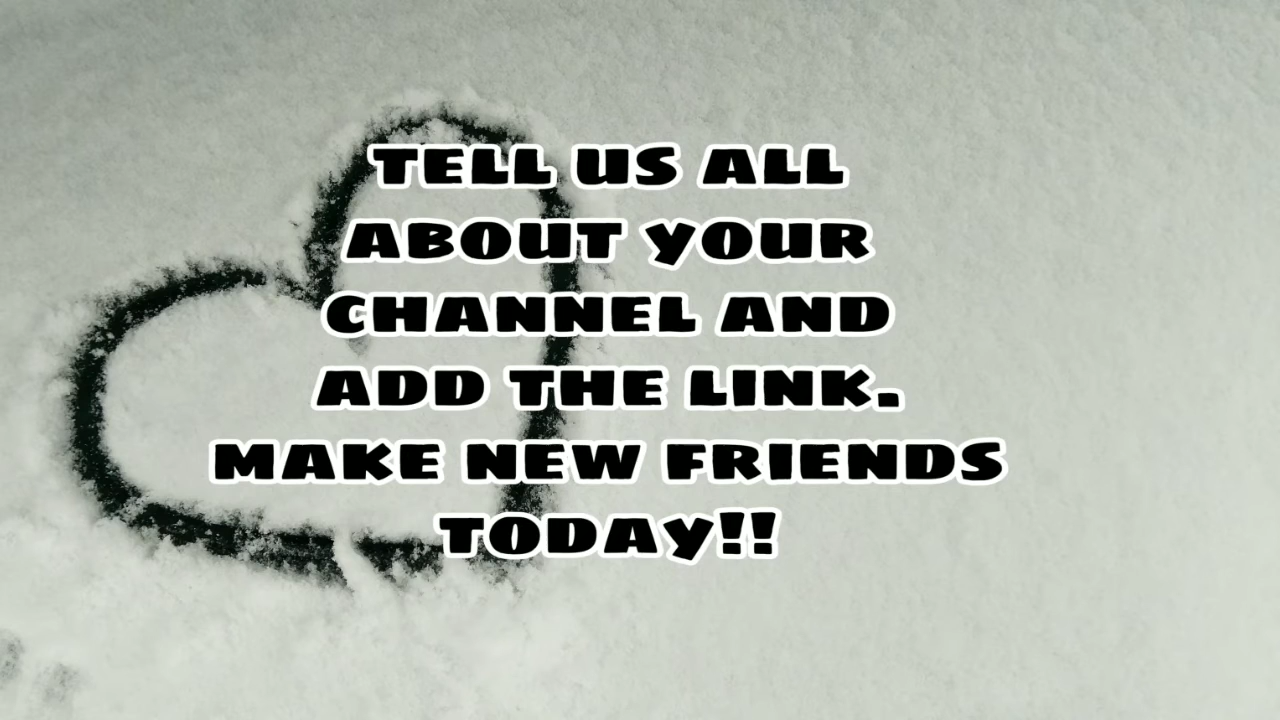 TELL US ALL
ABOUT YOUR
CHANNEL AND
ADD THE LINK.
MAKE NEW FRIENDS
TODAY!!